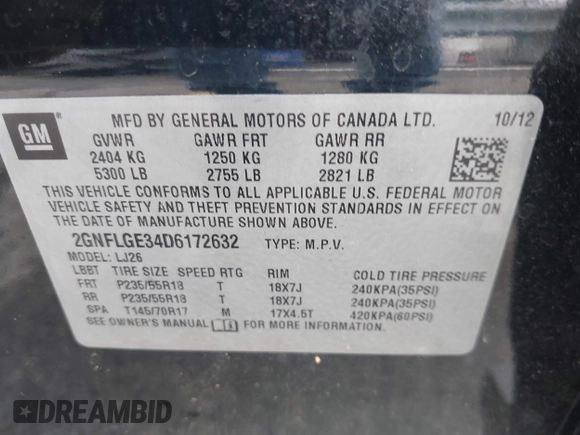 GM
MFD BY GENERAL MOTORS OF CANADA LTD. 10/12
GVWR GAWR FRT GAWR RR
2404 KG 1250 KG 1280 KG
5300 LB 2755 LB 2821 LB
THIS VEHICLE CONFORMS TO ALL APPLICABLE U.S. FEDERAL MOTOR
VEHICLE SAFETY AND THEFT PREVENTION STANDARDS IN EFFECT ON
THE DATE OF MANUFACTURE SHOWN ABOVE.
2GNFLGE34D6172632 TYPE: M.P.V.
MODEL: LJ26
LBBT TIRE SIZE SPEED RTG RIM COLD TIRE PRESSURE
FRT P235/55R18 T 18X7J 240KPA(35PSI)
RR P235/55R18 T 18X7J 240KPA(35PSI)
SPA T145/70R17 M 17X4.5T 420KPA(60PSI)
SEE OWNER'S MANUAL FOR ADDITIONAL INFORMATION
DREAMBID